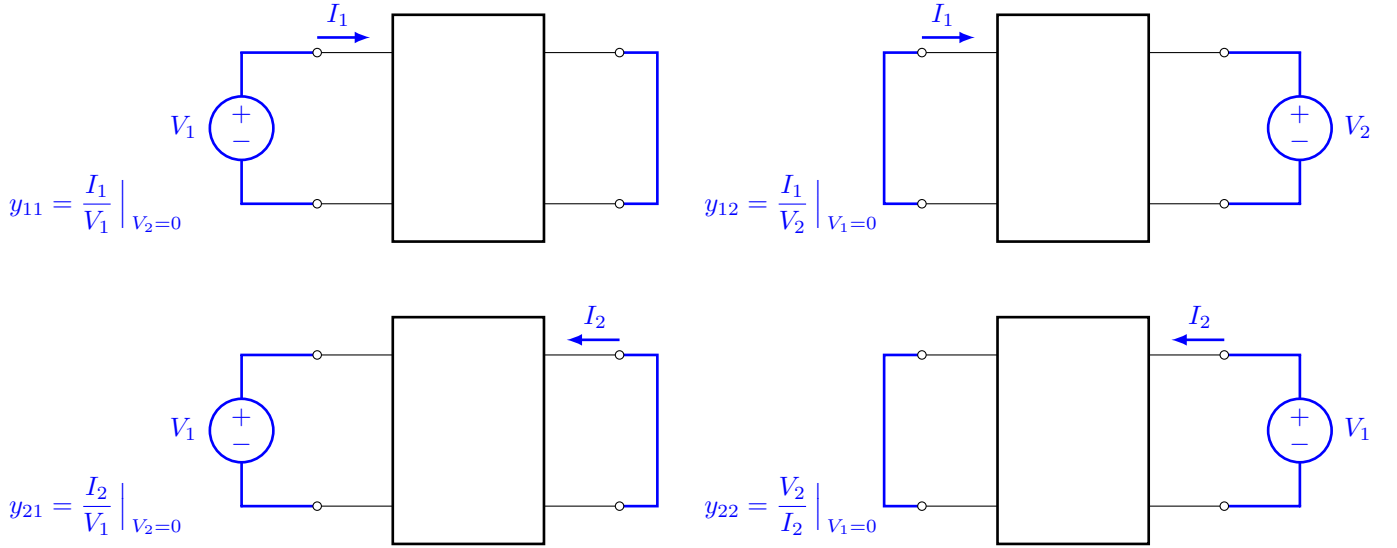 I₁
V₁ + −
y₁₁ = I₁/V₁ |_{V₂=0}
I₁
+ − V₂
y₁₂ = I₁/V₂ |_{V₁=0}
I₂
V₁ + −
y₂₁ = I₂/V₁ |_{V₂=0}
I₂
+ − V₁
y₂₂ = V₂/I₂ |_{V₁=0}